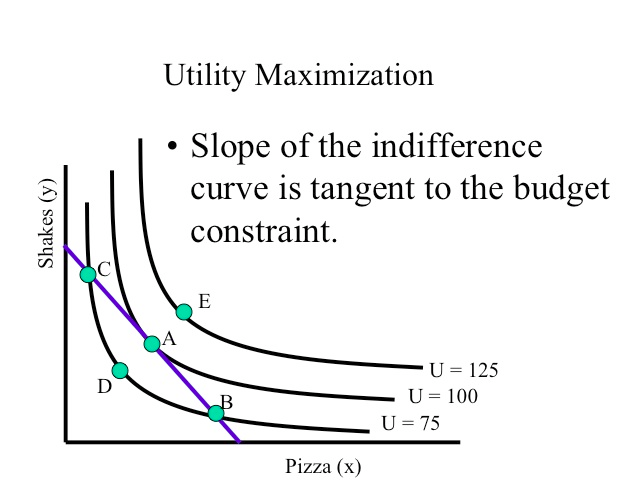 Utility Maximization
• Slope of the indifference
curve is tangent to the budget
constraint.
Shakes (y)
C
E
A
D
B
U = 125
U = 100
U = 75
Pizza (x)